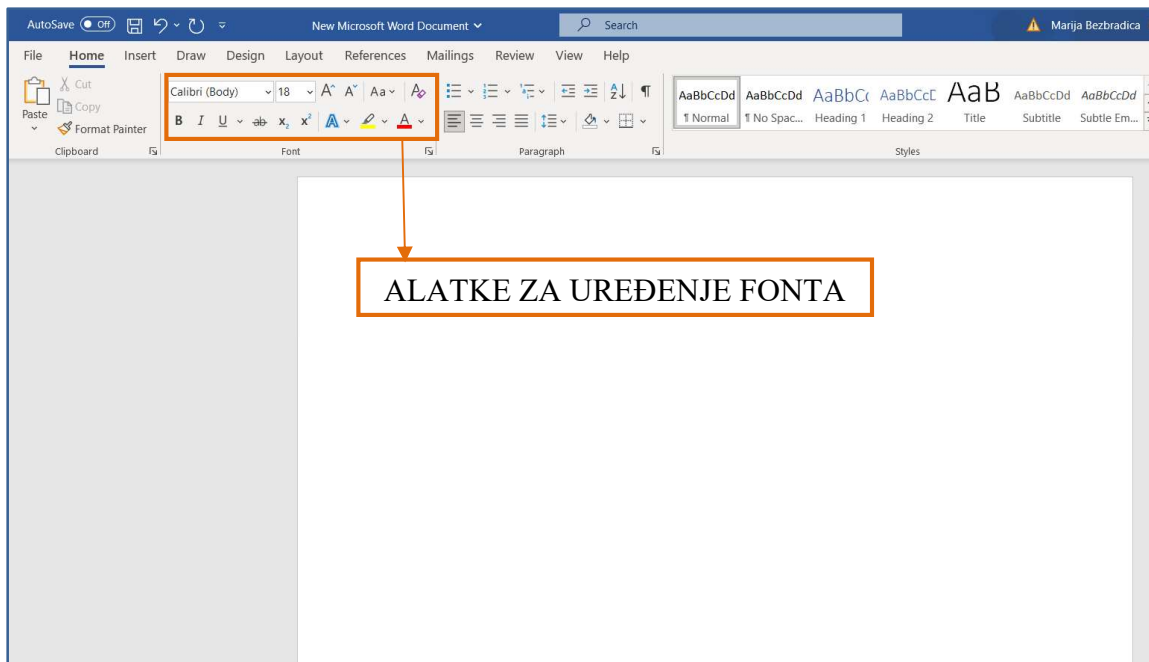 AutoSave Off New Microsoft Word Document Search Marija Bezbradica
File Home Insert Draw Design Layout References Mailings Review View Help
Paste
Cut
Copy
Format Painter
Clipboard
Calibri (Body) 18 A A Aa A
B I U ab x2 x2 A A
Font
Paragraph
AaBbCcDd AaBbCcDd AaBbC AaBbCcE AaB AaBbCcDd AaBbCcDd
¶ Normal ¶ No Spac... Heading 1 Heading 2 Title Subtitle Subtle Em...
Styles
ALATKE ZA UREĐENJE FONTA